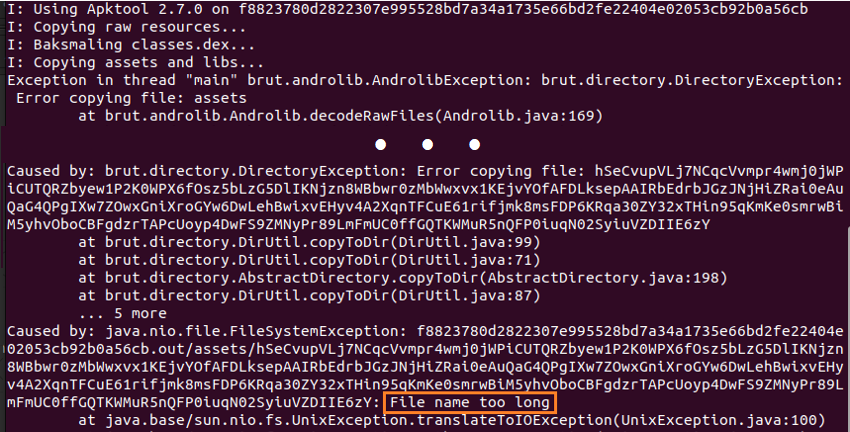 I: Using Apktool 2.7.0 on f8823780d2822307e995528bd7a34a1735e66bd2fe22404e02053cb92b0a56cb
I: Copying raw resources...
I: Baksmaling classes.dex...
I: Copying assets and libs...
Exception in thread "main" brut.androlib.AndrolibException: brut.directory.DirectoryException:
 Error copying file: assets
        at brut.androlib.Androlib.decodeRawFiles(Androlib.java:169)
● ● ●
Caused by: brut.directory.DirectoryException: Error copying file: hSeCvupVLj7NCqcVvmpr4wmj0jWP
iCUTQRZbyew1P2K0WPX6fOsz5bLzG5DlIKNjzn8WBbwr0zMbWwxvx1KEjvYOfAFDLksepAAIRbEdrbJGzJNjHiZRai0eAu
QaG4QPgIXw7ZOwxGniXroGYw6DwLehBwixvEHyv4A2XqnTFCuE61rifjmk8msFDP6KRqa30ZY32xTHin95qKmKe0smrwBi
M5yhvOboCBFgdzrTAPcUoyp4DwFS9ZMNyPr89LmFmUC0ffGQTKWMuR5nQFP0iuqN02SyiuVZDIIE6zY
        at brut.directory.DirUtil.copyToDir(DirUtil.java:99)
        at brut.directory.DirUtil.copyToDir(DirUtil.java:71)
        at brut.directory.AbstractDirectory.copyToDir(AbstractDirectory.java:198)
        at brut.directory.DirUtil.copyToDir(DirUtil.java:87)
        ... 5 more
Caused by: java.nio.file.FileSystemException: f8823780d2822307e995528bd7a34a1735e66bd2fe22404e
02053cb92b0a56cb.out/assets/hSeCvupVLj7NCqcVvmpr4wmj0jWPiCUTQRZbyew1P2K0WPX6fOsz5bLzG5DlIKNjzn
8WBbwr0zMbWwxvx1KEjvYOfAFDLksepAAIRbEdrbJGzJNjHiZRai0eAuQaG4QPgIXw7ZOwxGniXroGYw6DwLehBwixvEHy
v4A2XqnTFCuE61rifjmk8msFDP6KRqa30ZY32xTHin95qKmKe0smrwBiM5yhvOboCBFgdzrTAPcUoyp4DwFS9ZMNyPr89L
mFmUC0ffGQTKWMuR5nQFP0iuqN02SyiuVZDIIE6zY: File name too long
        at java.base/sun.nio.fs.UnixException.translateToIOException(UnixException.java:100)